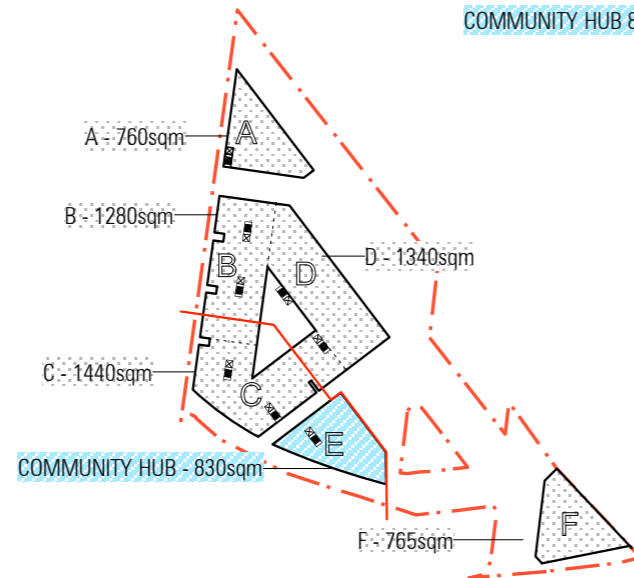 COMMUNITY HUB 8
A
A - 760sqm
B - 1280sqm
B
D
D - 1340sqm
C - 1440sqm
C
E
COMMUNITY HUB - 830sqm
F
F - 765sqm